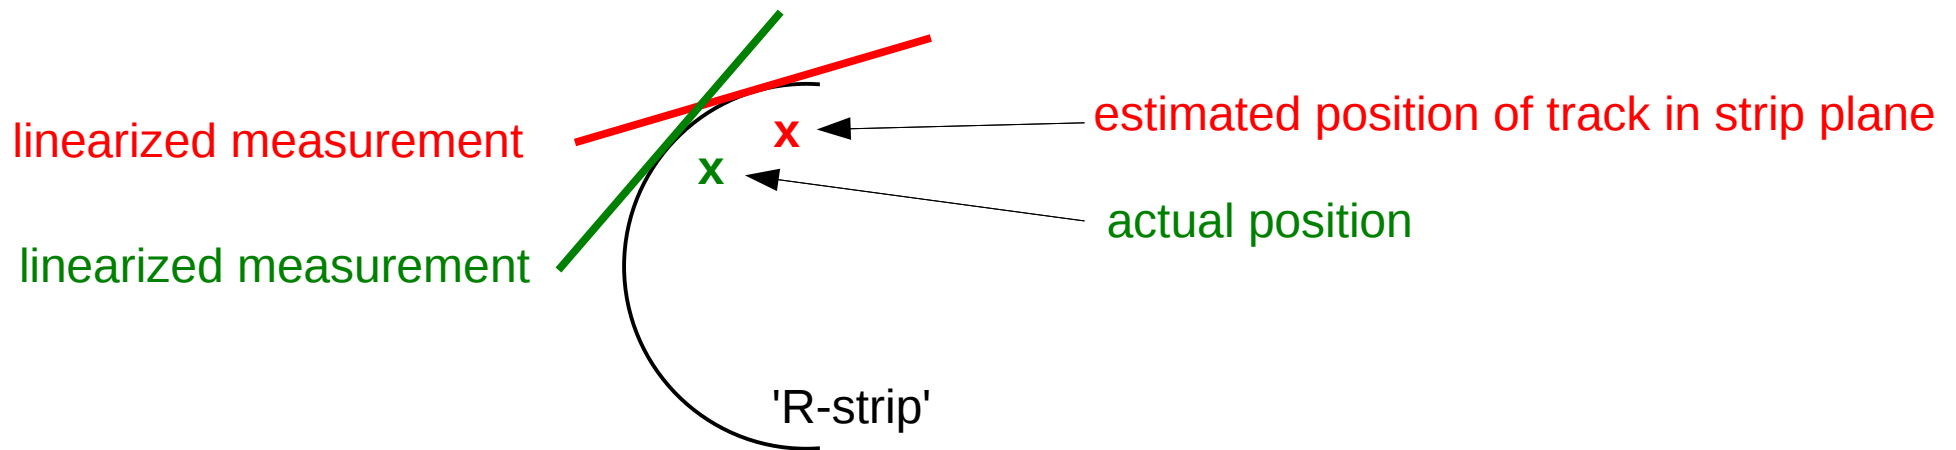 linearized measurement
estimated position of track in strip plane
x
x
actual position
linearized measurement
'R-strip'